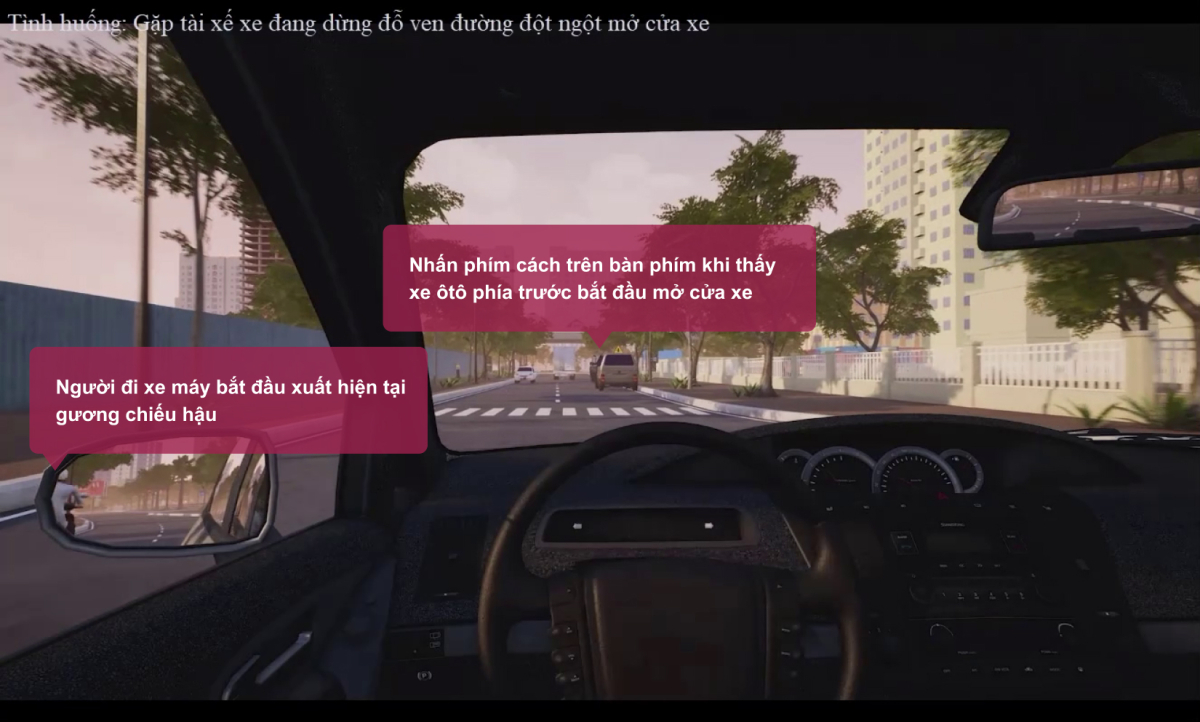 Tình huống: Gặp tài xế xe đang dừng đỗ ven đường đột ngột mở cửa xe
Nhấn phím cách trên bàn phím khi thấy
xe ôtô phía trước bắt đầu mở cửa xe
Người đi xe máy bắt đầu xuất hiện tại
gương chiếu hậu